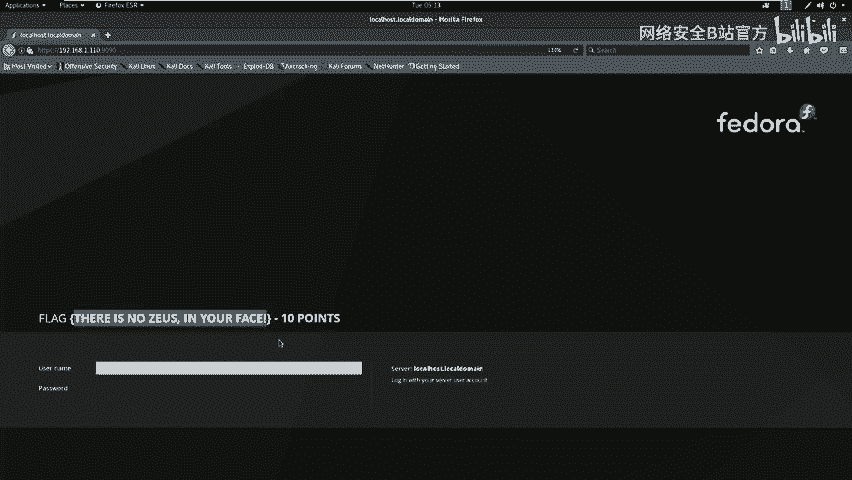 Applications Places Firefox ESR Tue 05:13 1
localhost.localdomain - Mozilla Firefox
网络安全B站官方 bilibili
localhost.localdomain
https://192.168.1.110:9090 110% Search
Most Visited Offensive Security Kali Linux Kali Docs Kali Tools Exploit-DB Aircrack-ng Kali Forums NetHunter Getting Started
fedora
FLAG {THERE IS NO ZEUS, IN YOUR FACE!} - 10 POINTS
User name
Server: localhost.localdomain
Log in with your server user account.
Password